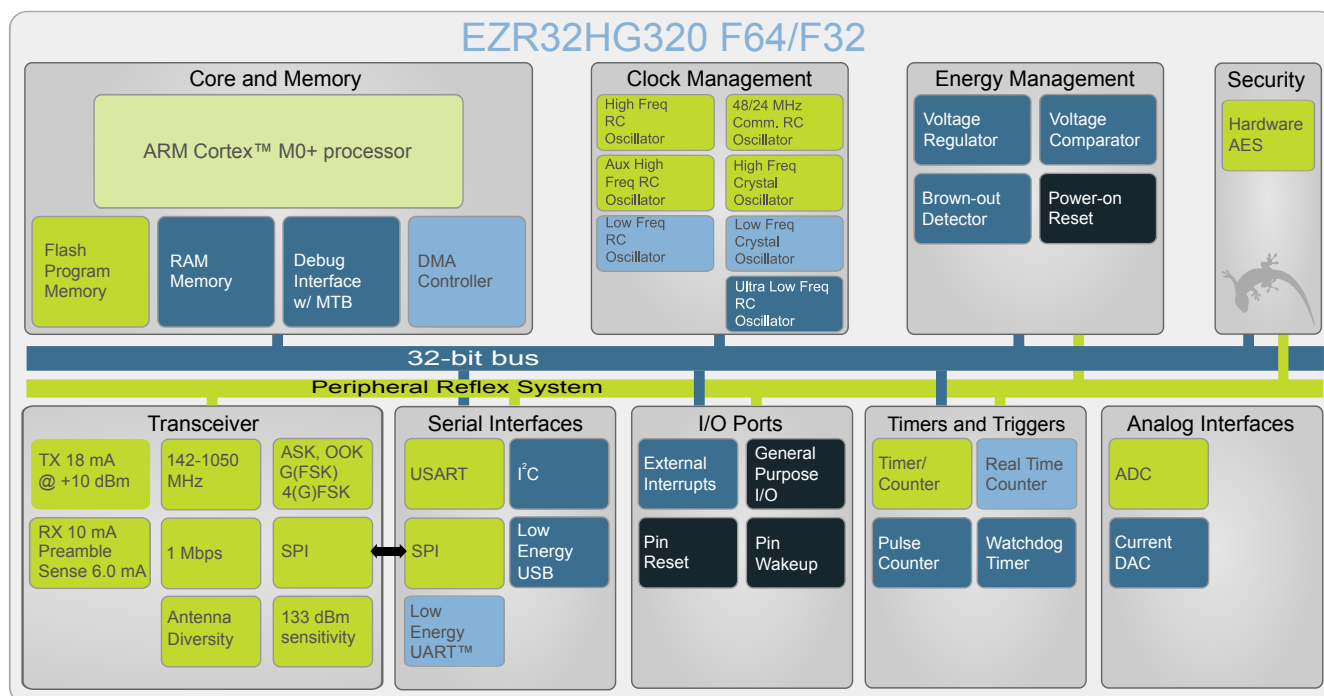 EZR32HG320 F64/F32
Core and Memory
ARM Cortex™ M0+ processor
Flash
Program
Memory
RAM
Memory
Debug
Interface
w/ MTB
DMA
Controller
Clock Management
High Freq
RC
Oscillator
48/24 MHz
Comm. RC
Oscillator
Aux High
Freq RC
Oscillator
High Freq
Crystal
Oscillator
Low Freq
RC
Oscillator
Low Freq
Crystal
Oscillator
Ultra Low Freq
RC
Oscillator
Energy Management
Voltage
Regulator
Voltage
Comparator
Brown-out
Detector
Power-on
Reset
Security
Hardware
AES
32-bit bus
Peripheral Reflex System
Transceiver
TX 18 mA
@ +10 dBm
142-1050
MHz
ASK, OOK
G(FSK)
4(G)FSK
RX 10 mA
Preamble
Sense 6.0 mA
1 Mbps
SPI
Antenna
Diversity
133 dBm
sensitivity
Serial Interfaces
USART
I²C
SPI
Low
Energy
USB
Low
Energy
UART™
I/O Ports
External
Interrupts
General
Purpose
I/O
Pin
Reset
Pin
Wakeup
Timers and Triggers
Timer/
Counter
Real Time
Counter
Pulse
Counter
Watchdog
Timer
Analog Interfaces
ADC
Current
DAC